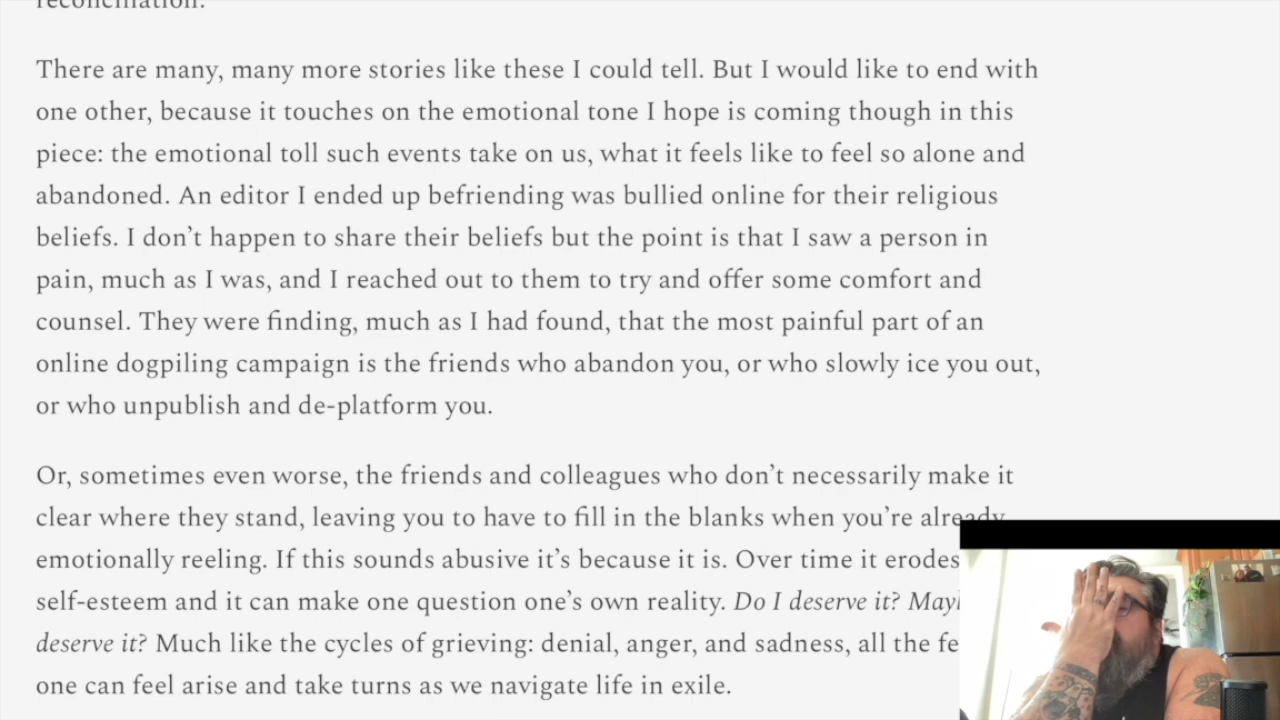 reconciliation.
There are many, many more stories like these I could tell. But I would like to end with
one other, because it touches on the emotional tone I hope is coming though in this
piece: the emotional toll such events take on us, what it feels like to feel so alone and
abandoned. An editor I ended up befriending was bullied online for their religious
beliefs. I don’t happen to share their beliefs but the point is that I saw a person in
pain, much as I was, and I reached out to them to try and offer some comfort and
counsel. They were finding, much as I had found, that the most painful part of an
online dogpiling campaign is the friends who abandon you, or who slowly ice you out,
or who unpublish and de-platform you.
Or, sometimes even worse, the friends and colleagues who don’t necessarily make it
clear where they stand, leaving you to have to fill in the blanks when you’re already
emotionally reeling. If this sounds abusive it’s because it is. Over time it erodes
self-esteem and it can make one question one’s own reality. Do I deserve it?
deserve it? Much like the cycles of grieving: denial, anger, and sadness, all the
one can feel arise and take turns as we navigate life in exile.